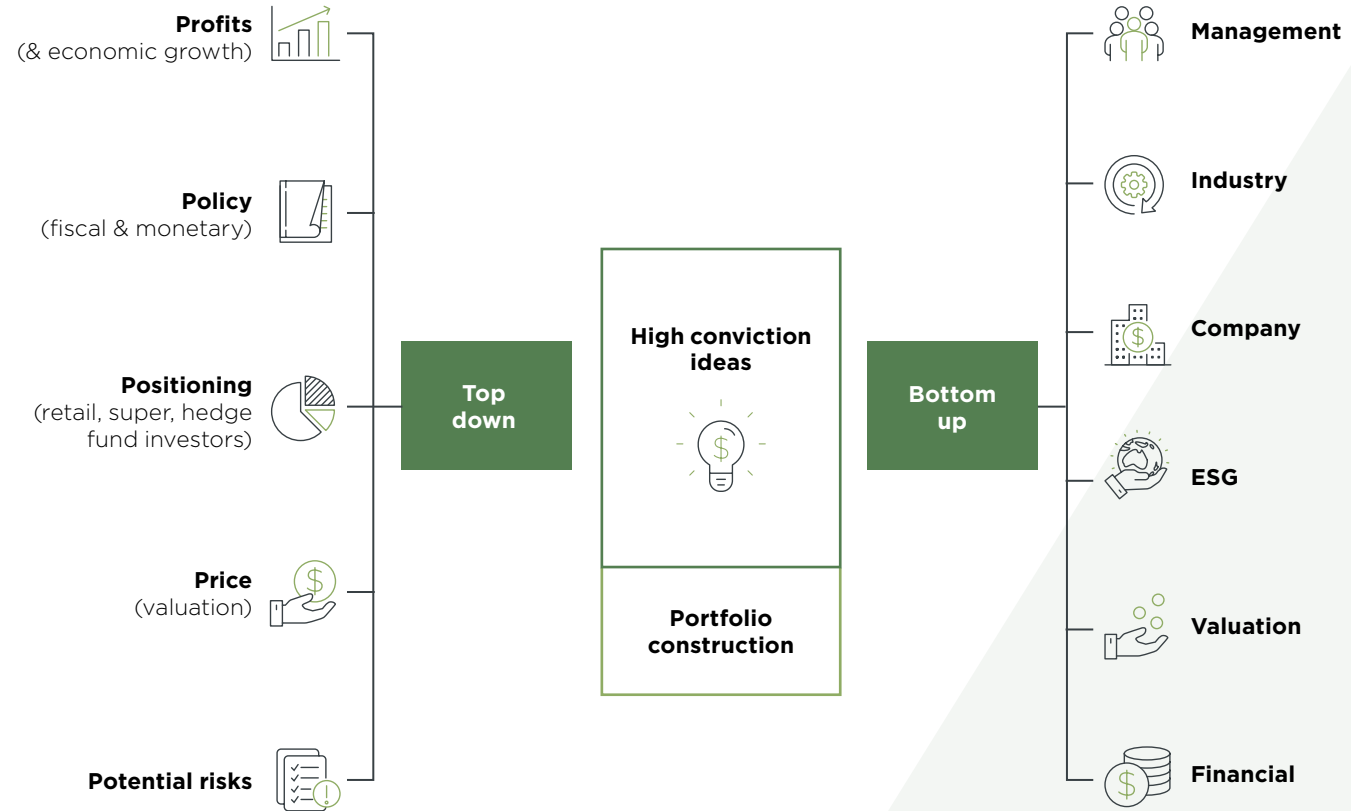 Profits
(& economic growth)
Policy
(fiscal & monetary)
Positioning
(retail, super, hedge
fund investors)
Price
(valuation)
Potential risks
Top
down
High conviction
ideas
Portfolio
construction
Bottom
up
Management
Industry
Company
ESG
Valuation
Financial